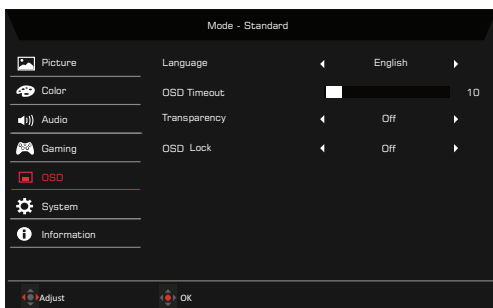 Mode - Standard
Picture
Language English
Color
OSD Timeout 10
Audio
Transparency Off
Gaming
OSD Lock Off
OSD
System
Information
Adjust OK